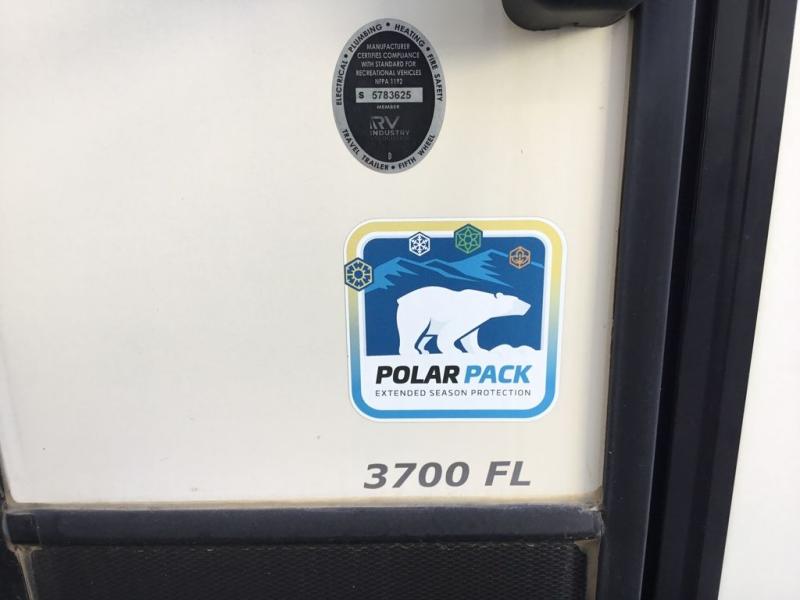 ELECTRICAL • PLUMBING • HEATING • FIRE SAFETY
MANUFACTURER
CERTIFIES COMPLIANCE
WITH STANDARD FOR
RECREATIONAL VEHICLES
NFPA 1192
S 5783625
MEMBER
RV
INDUSTRY
D
TRAVEL TRAILER • FIFTH WHEEL
POLAR PACK
EXTENDED SEASON PROTECTION
3700 FL